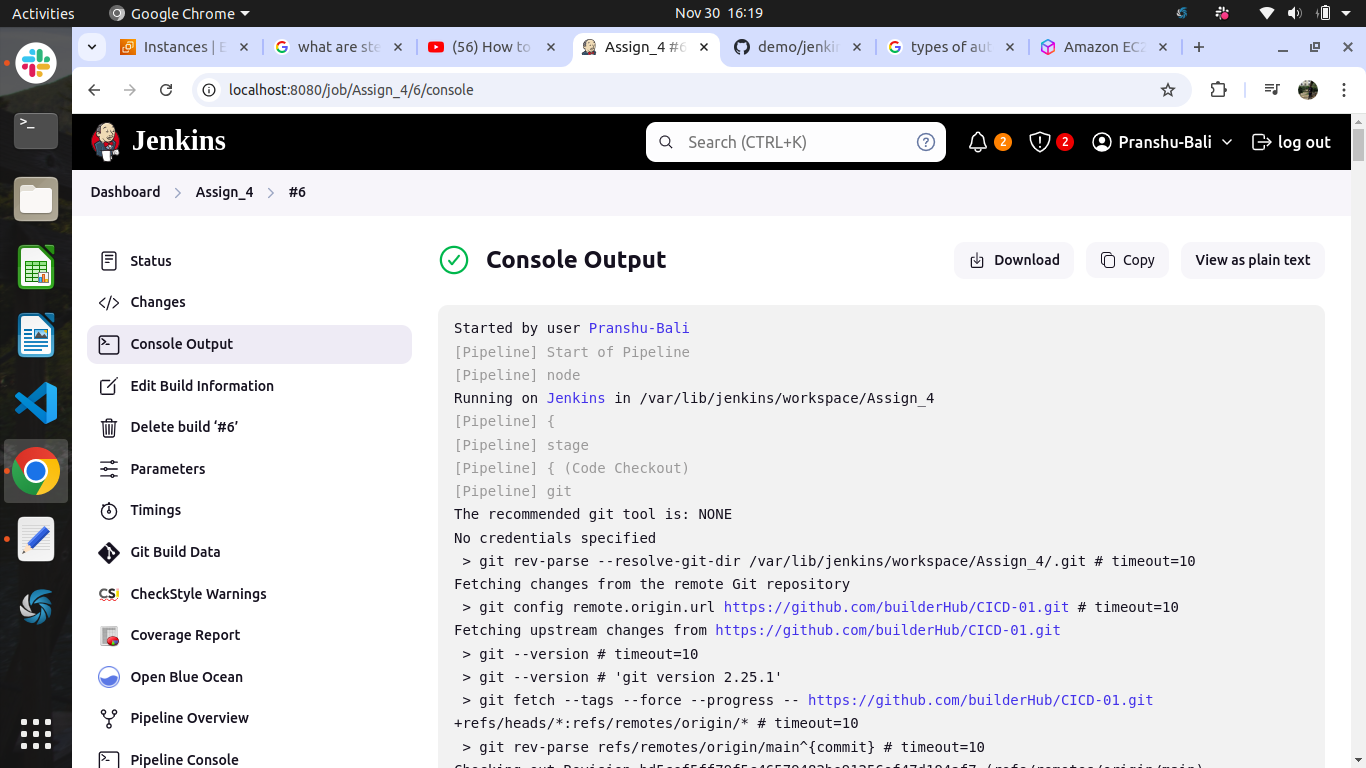 Activities
Google Chrome
Nov 30 16:19
Instances | E
what are ste
(56) How to
Assign_4 #6
demo/jenki
types of aut
Amazon EC2
localhost:8080/job/Assign_4/6/console
Jenkins
Search (CTRL+K)
2
2
Pranshu-Bali
log out
Dashboard
Assign_4
#6
Status
Changes
Console Output
Edit Build Information
Delete build ‘#6’
Parameters
Timings
Git Build Data
CheckStyle Warnings
Coverage Report
Open Blue Ocean
Pipeline Overview
Pipeline Console
Console Output
Download
Copy
View as plain text
Started by user Pranshu-Bali
[Pipeline] Start of Pipeline
[Pipeline] node
Running on Jenkins in /var/lib/jenkins/workspace/Assign_4
[Pipeline] {
[Pipeline] stage
[Pipeline] { (Code Checkout)
[Pipeline] git
The recommended git tool is: NONE
No credentials specified
> git rev-parse --resolve-git-dir /var/lib/jenkins/workspace/Assign_4/.git # timeout=10
Fetching changes from the remote Git repository
> git config remote.origin.url https://github.com/builderHub/CICD-01.git # timeout=10
Fetching upstream changes from https://github.com/builderHub/CICD-01.git
> git --version # timeout=10
> git --version # 'git version 2.25.1'
> git fetch --tags --force --progress -- https://github.com/builderHub/CICD-01.git
+refs/heads/*:refs/remotes/origin/* # timeout=10
> git rev-parse refs/remotes/origin/main^{commit} # timeout=10
Checking out Revision (refs/remotes/origin/main)